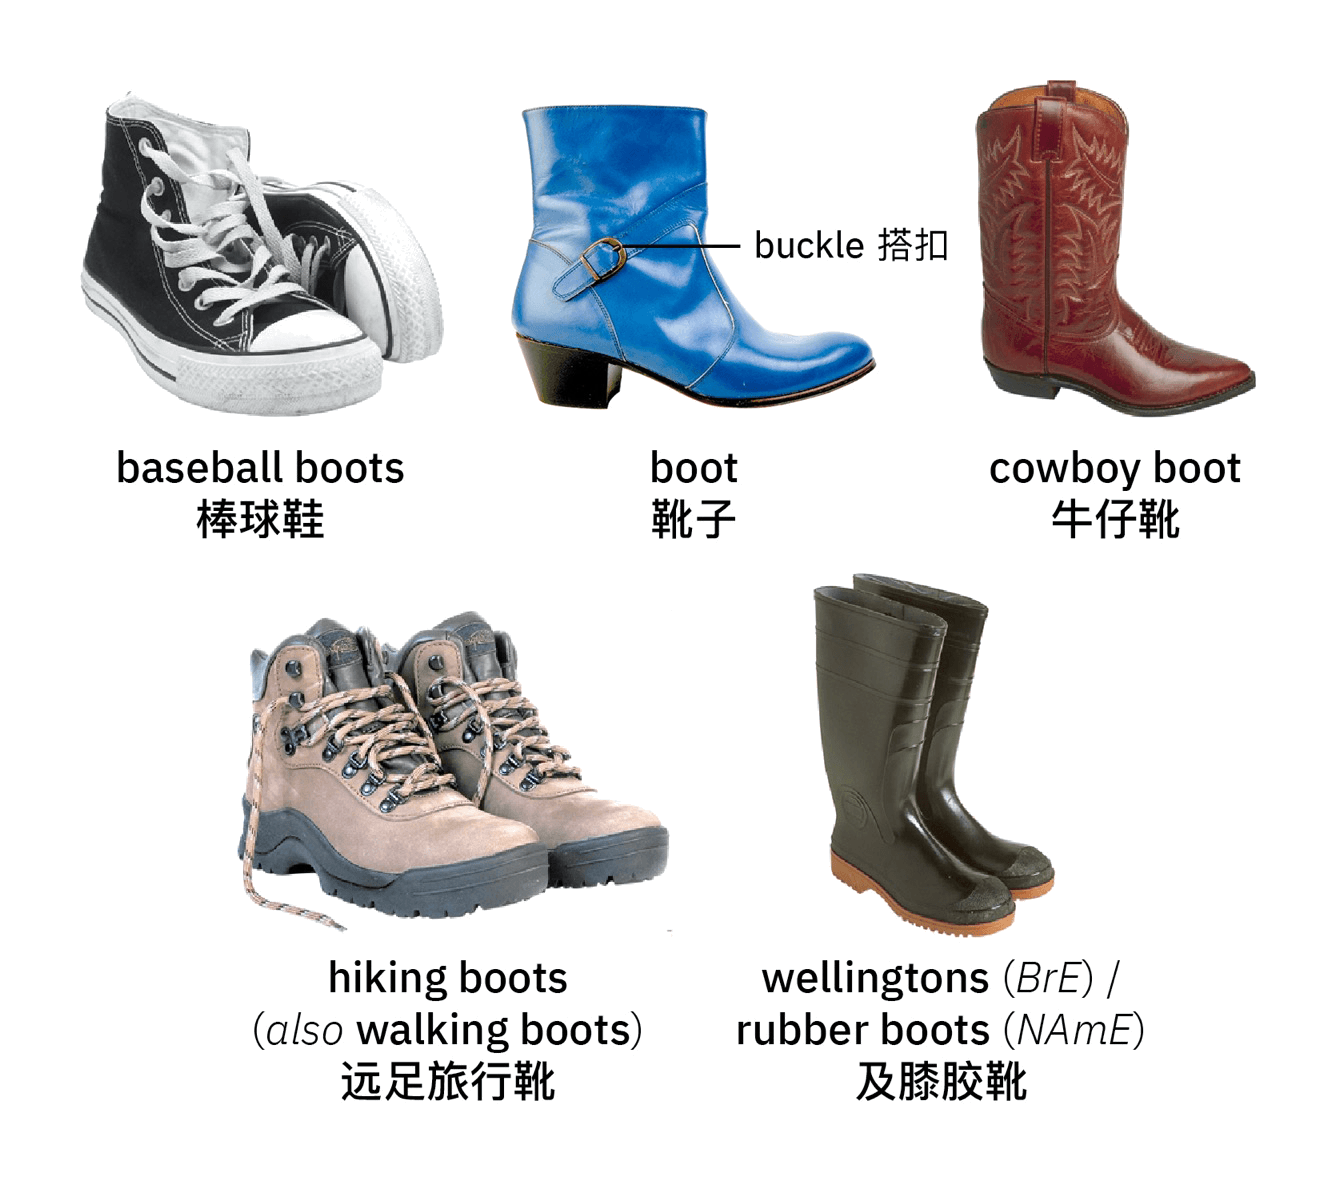 buckle 搭扣
baseball boots
棒球鞋
boot
靴子
cowboy boot
牛仔靴
hiking boots
(also walking boots)
远足旅行靴
wellingtons (BrE) /
rubber boots (NAmE)
及膝胶靴